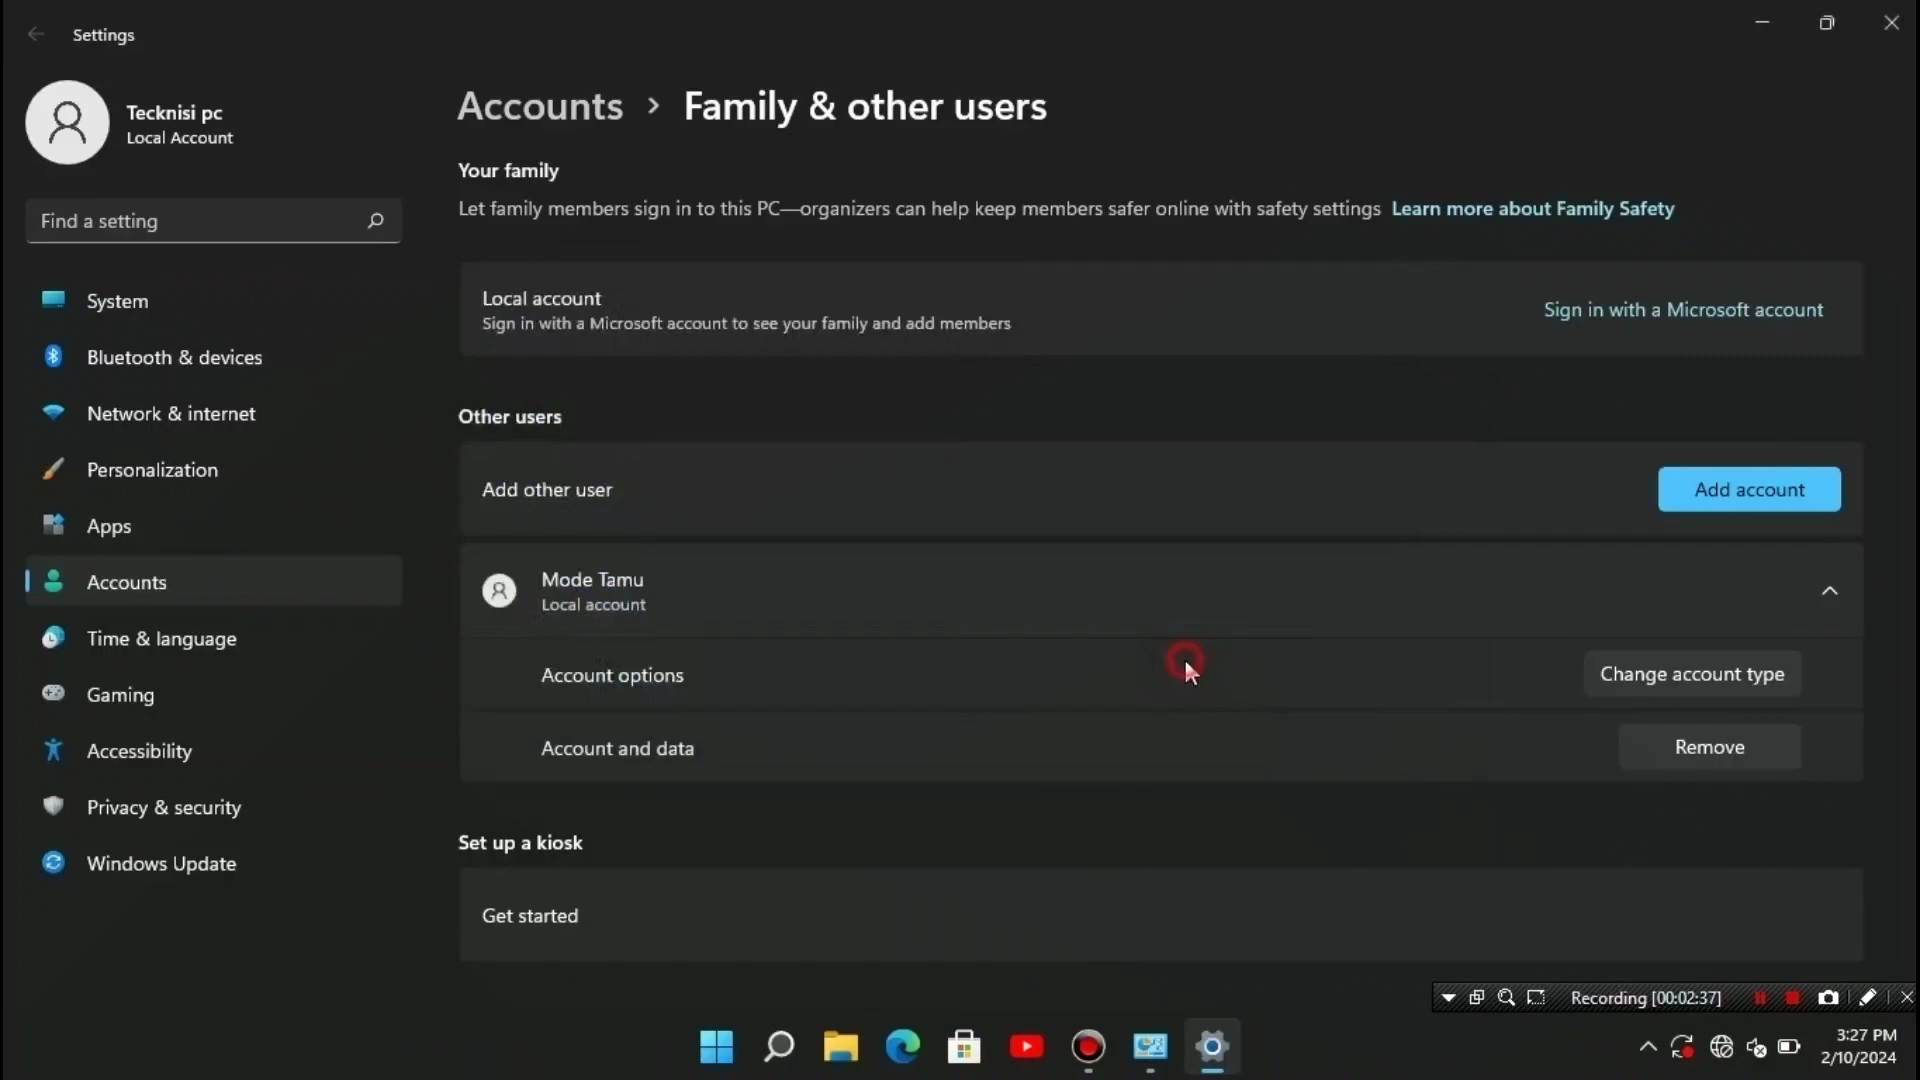 Settings
Tecknisi pc
Local Account
Find a setting
System
Bluetooth & devices
Network & internet
Personalization
Apps
Accounts
Time & language
Gaming
Accessibility
Privacy & security
Windows Update
Accounts > Family & other users
Your family
Let family members sign in to this PC—organizers can help keep members safer online with safety settings Learn more about Family Safety
Local account
Sign in with a Microsoft account to see your family and add members
Sign in with a Microsoft account
Other users
Add other user
Add account
Mode Tamu
Local account
Account options
Change account type
Account and data
Remove
Set up a kiosk
Get started
Recording [00:02:37]
3:27 PM
2/10/2024